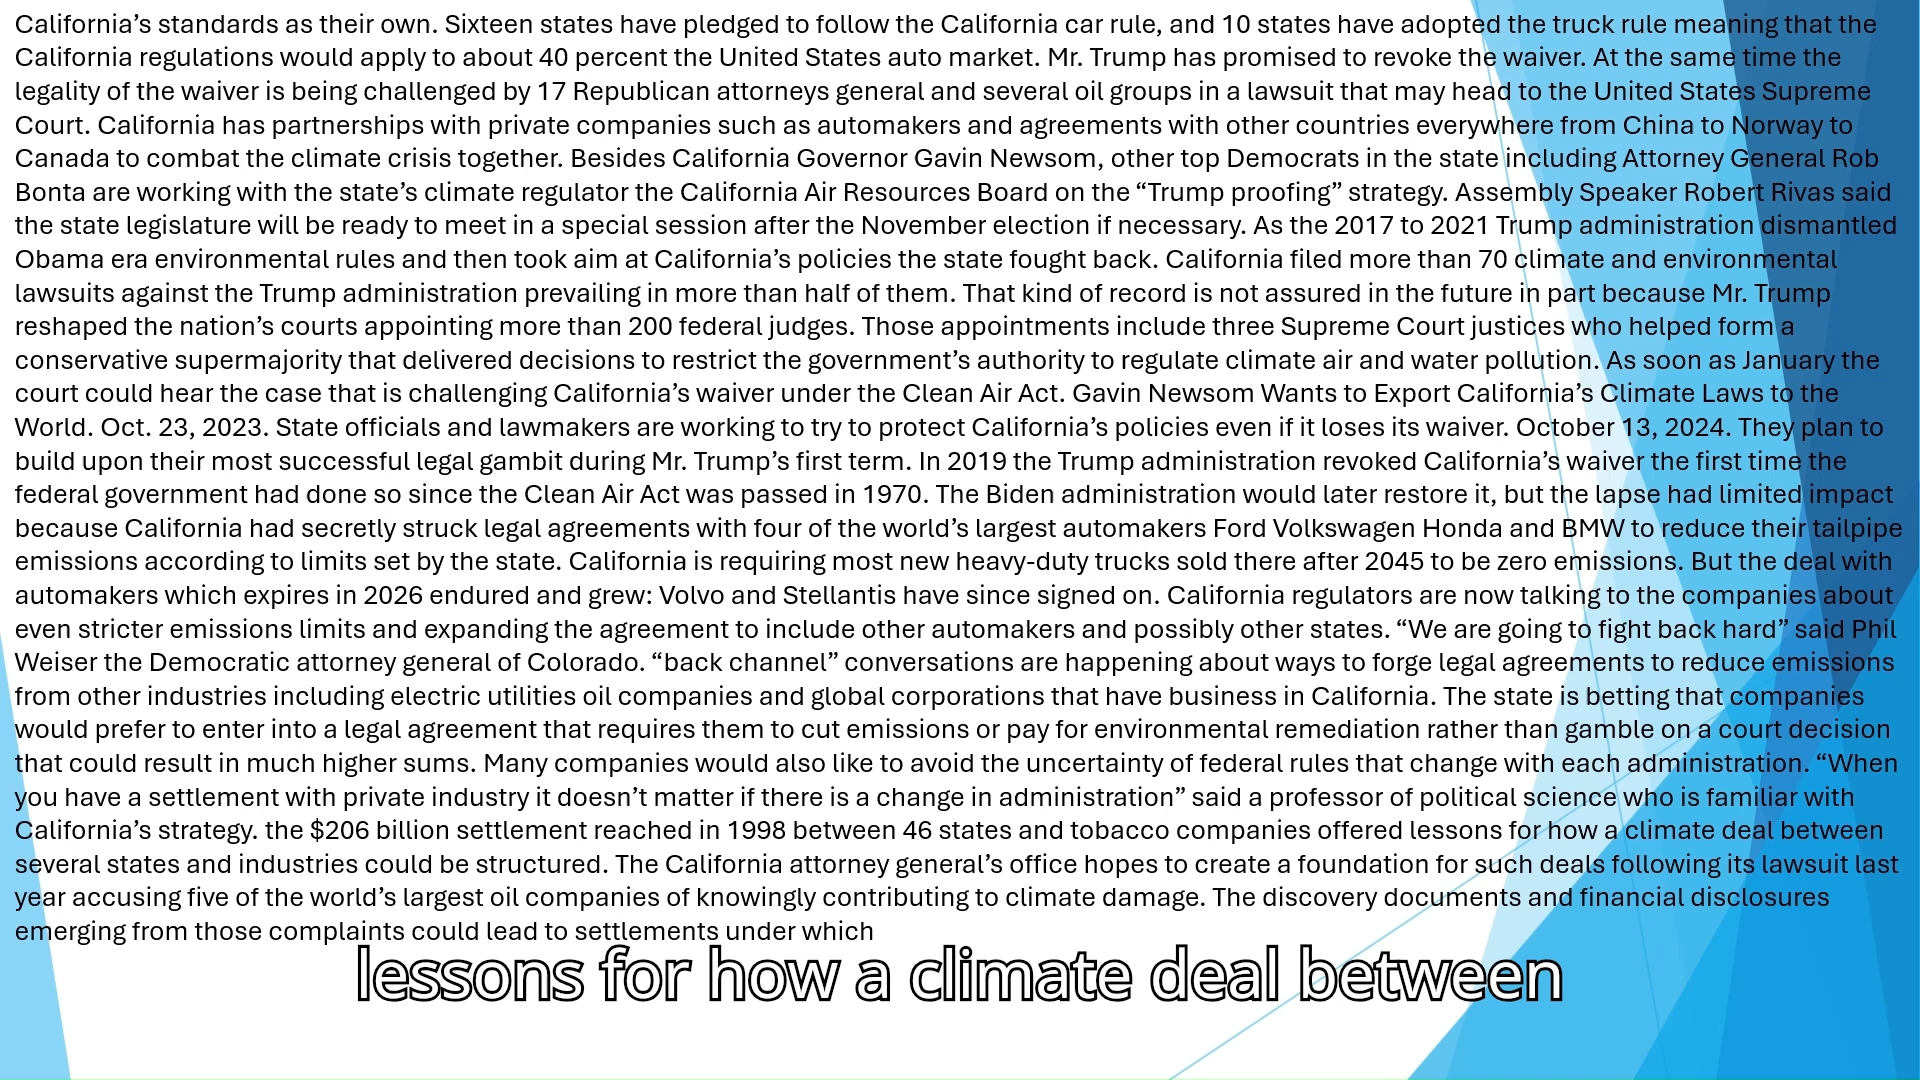 California’s standards as their own. Sixteen states have pledged to follow the California car rule, and 10 states have adopted the truck rule meaning that the
California regulations would apply to about 40 percent the United States auto market. Mr. Trump has promised to revoke the waiver. At the same time the
legality of the waiver is being challenged by 17 Republican attorneys general and several oil groups in a lawsuit that may head to the United States Supreme
Court. California has partnerships with private companies such as automakers and agreements with other countries everywhere from China to Norway to
Canada to combat the climate crisis together. Besides California Governor Gavin Newsom, other top Democrats in the state including Attorney General Rob
Bonta are working with the state’s climate regulator the California Air Resources Board on the “Trump proofing” strategy. Assembly Speaker Robert Rivas said
the state legislature will be ready to meet in a special session after the November election if necessary. As the 2017 to 2021 Trump administration dismantled
Obama era environmental rules and then took aim at California’s policies the state fought back. California filed more than 70 climate and environmental
lawsuits against the Trump administration prevailing in more than half of them. That kind of record is not assured in the future in part because Mr. Trump
reshaped the nation’s courts appointing more than 200 federal judges. Those appointments include three Supreme Court justices who helped form a
conservative supermajority that delivered decisions to restrict the government’s authority to regulate climate air and water pollution. As soon as January the
court could hear the case that is challenging California’s waiver under the Clean Air Act. Gavin Newsom Wants to Export California’s Climate Laws to the
World. Oct. 23, 2023. State officials and lawmakers are working to try to protect California’s policies even if it loses its waiver. October 13, 2024. They plan to
build upon their most successful legal gambit during Mr. Trump’s first term. In 2019 the Trump administration revoked California’s waiver the first time the
federal government had done so since the Clean Air Act was passed in 1970. The Biden administration would later restore it, but the lapse had limited impact
because California had secretly struck legal agreements with four of the world’s largest automakers Ford Volkswagen Honda and BMW to reduce their tailpipe
emissions according to limits set by the state. California is requiring most new heavy-duty trucks sold there after 2045 to be zero emissions. But the deal with
automakers which expires in 2026 endured and grew: Volvo and Stellantis have since signed on. California regulators are now talking to the companies about
even stricter emissions limits and expanding the agreement to include other automakers and possibly other states. “We are going to fight back hard” said Phil
Weiser the Democratic attorney general of Colorado. “back channel” conversations are happening about ways to forge legal agreements to reduce emissions
from other industries including electric utilities oil companies and global corporations that have business in California. The state is betting that companies
would prefer to enter into a legal agreement that requires them to cut emissions or pay for environmental remediation rather than gamble on a court decision
that could result in much higher sums. Many companies would also like to avoid the uncertainty of federal rules that change with each administration. “When
you have a settlement with private industry it doesn’t matter if there is a change in administration” said a professor of political science who is familiar with
California’s strategy. the $206 billion settlement reached in 1998 between 46 states and tobacco companies offered lessons for how a climate deal between
several states and industries could be structured. The California attorney general’s office hopes to create a foundation for such deals following its lawsuit last
year accusing five of the world’s largest oil companies of knowingly contributing to climate damage. The discovery documents and financial disclosures
emerging from those complaints could lead to settlements under which
lessons for how a climate deal between